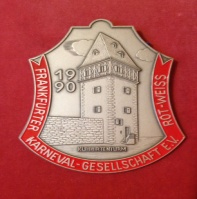 19
90
FRANKFURTER
KARNEVAL-GESELLSCHAFT E.V.
ROT-WEISS